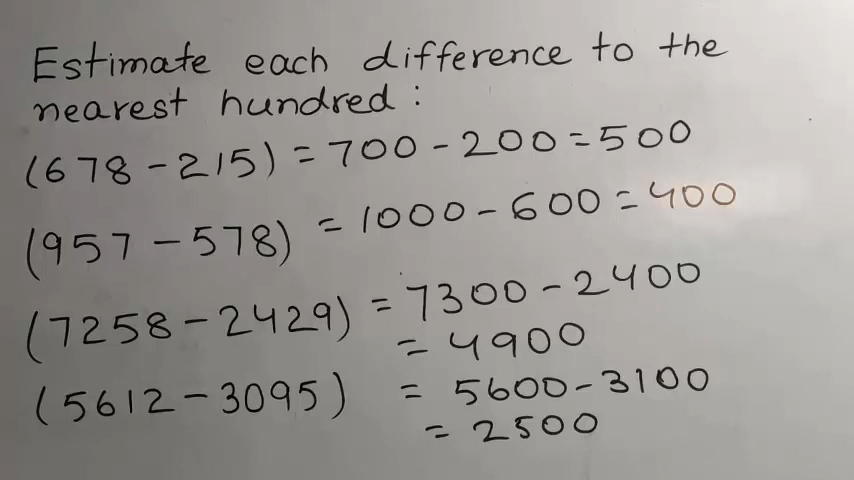 Estimate each difference to the
nearest hundred :
(678 - 215) = 700 - 200 = 500
(957 - 578) = 1000 - 600 = 400
(7258 - 2429) = 7300 - 2400
= 4900
(5612 - 3095) = 5600 - 3100
= 2500